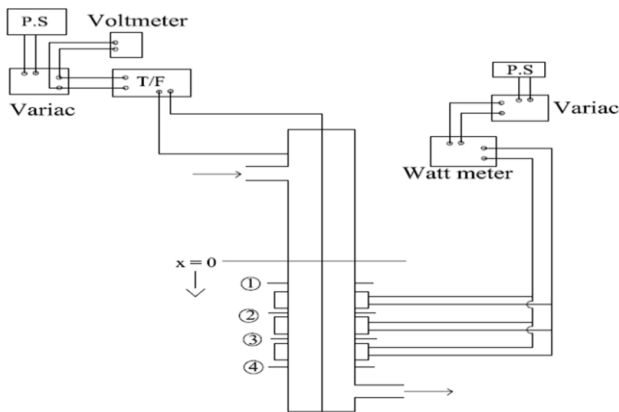 P.S
Voltmeter
T/F
Variac
P.S
Variac
Watt meter
x = 0
①
②
③
④